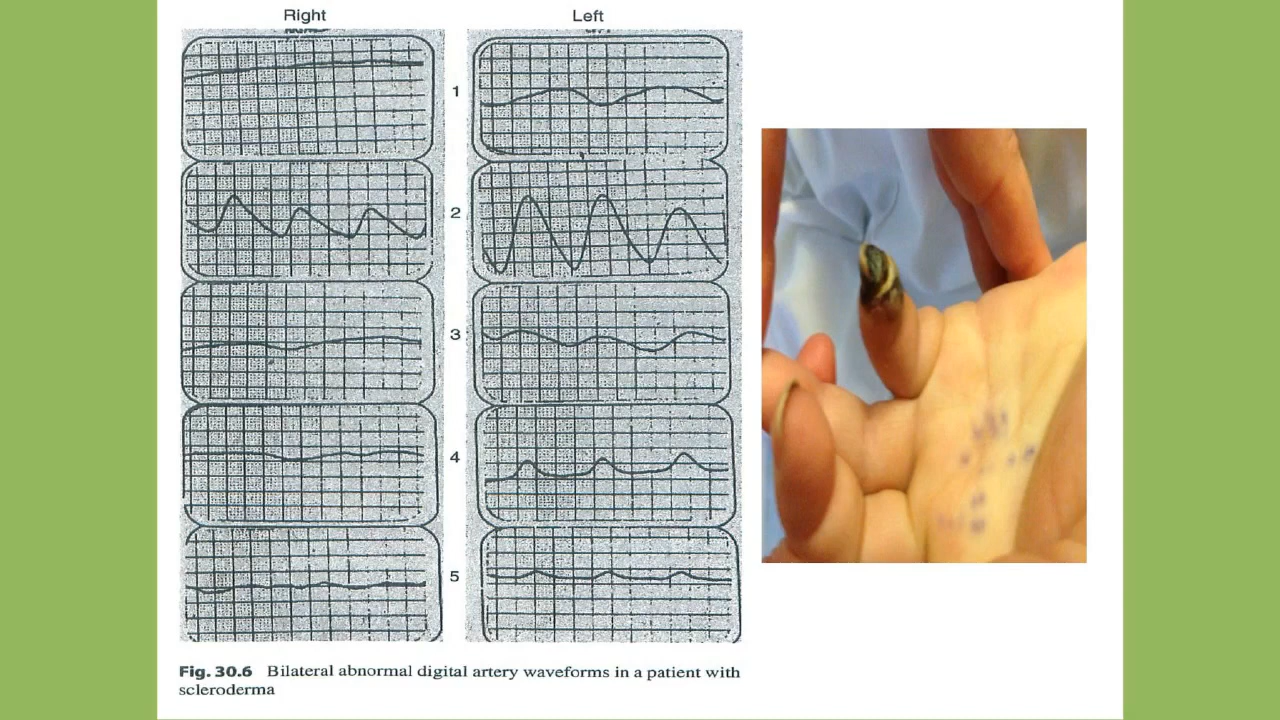 Right
Left
1
2
3
4
5
Fig. 30.6 Bilateral abnormal digital artery waveforms in a patient with
scleroderma